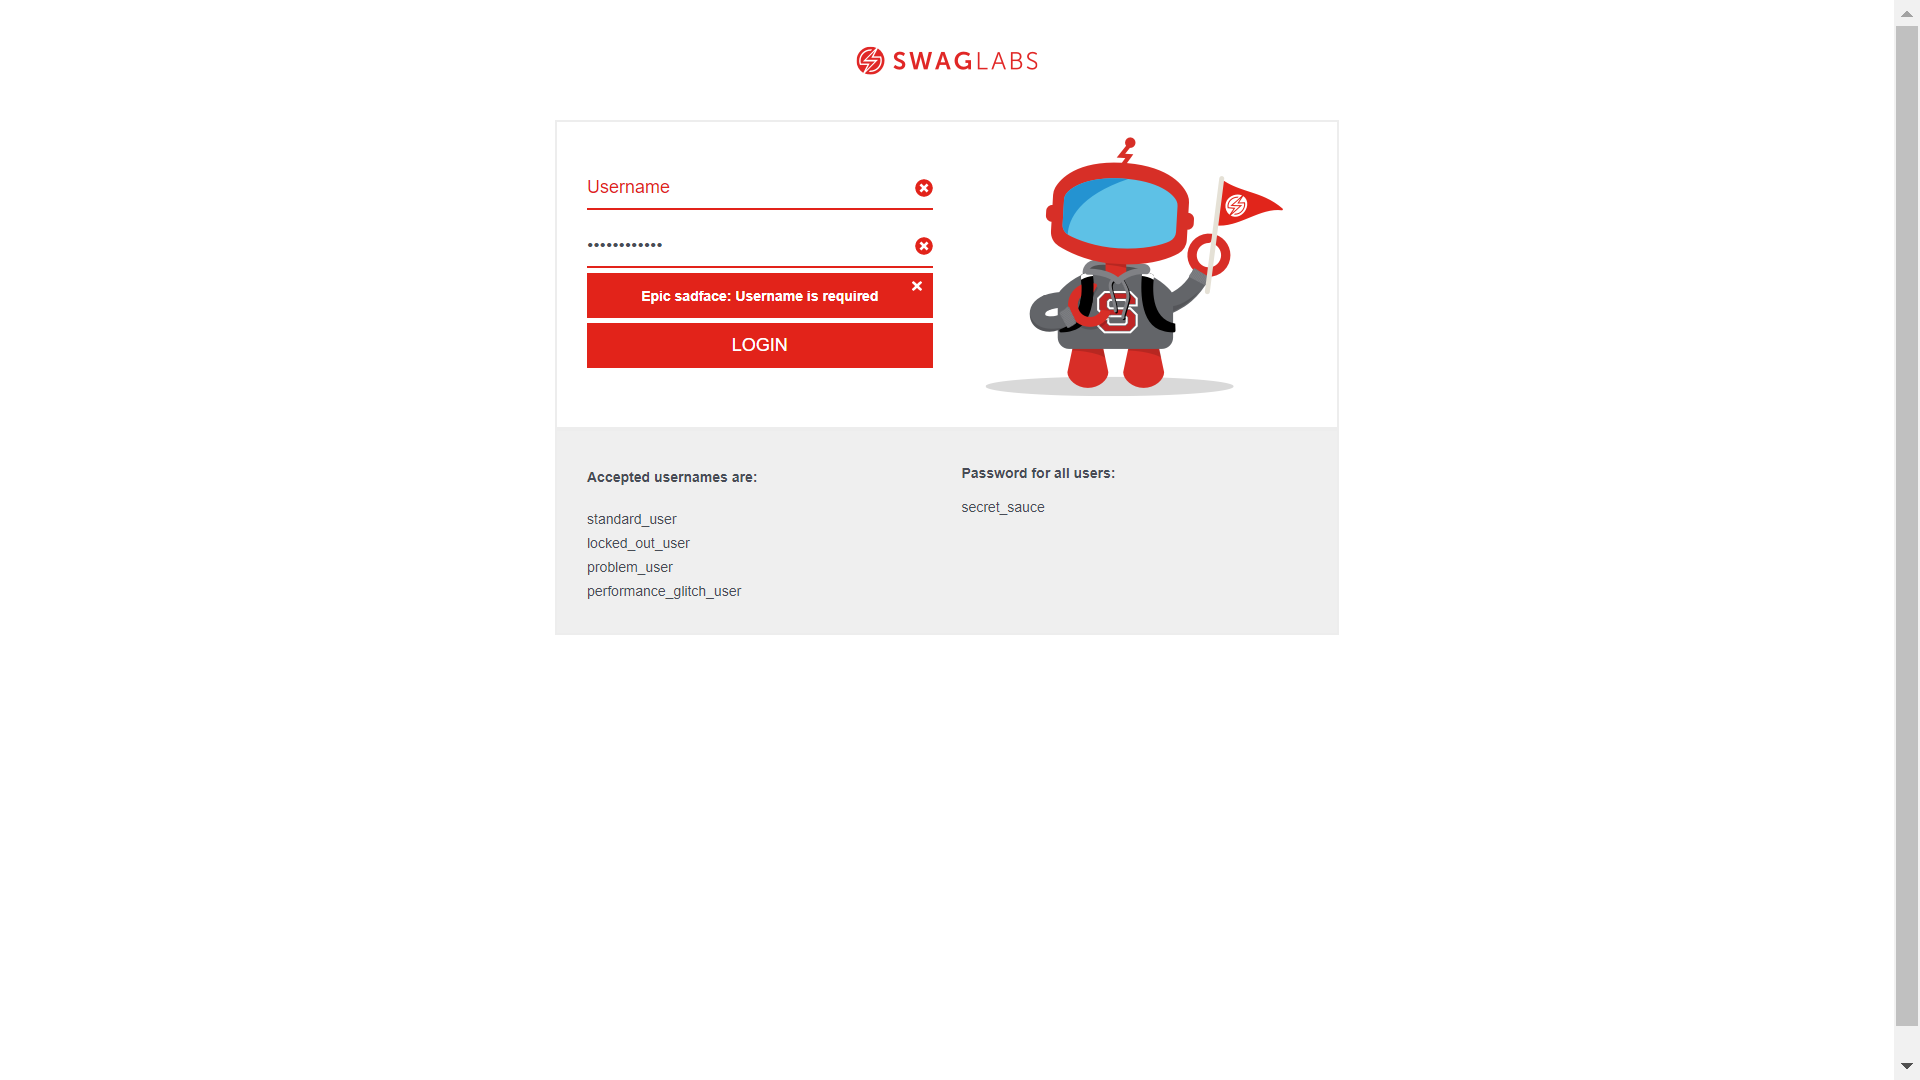 SWAGLABS
Username
••••••••••••
Epic sadface: Username is required
LOGIN
Accepted usernames are:
standard_user
locked_out_user
problem_user
performance_glitch_user
Password for all users:
secret_sauce